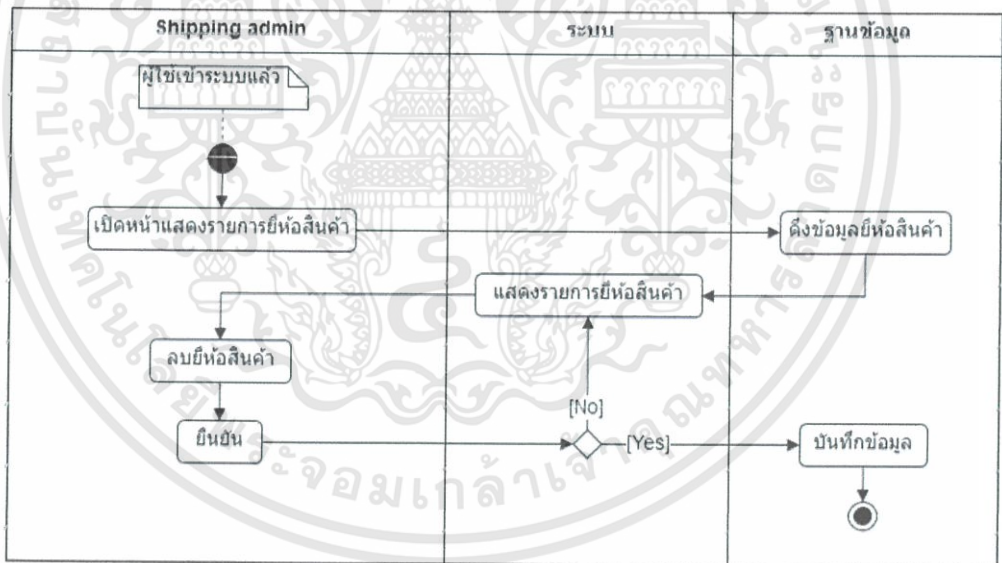 Shipping admin
ระบบ
ฐานข้อมูล
ผู้ใช้เข้าระบบแล้ว
เปิดหน้าแสดงรายการยี่ห้อสินค้า
ดึงข้อมูลยี่ห้อสินค้า
แสดงรายการยี่ห้อสินค้า
ลบยี่ห้อสินค้า
[No]
ยืนยัน
[Yes]
บันทึกข้อมูล